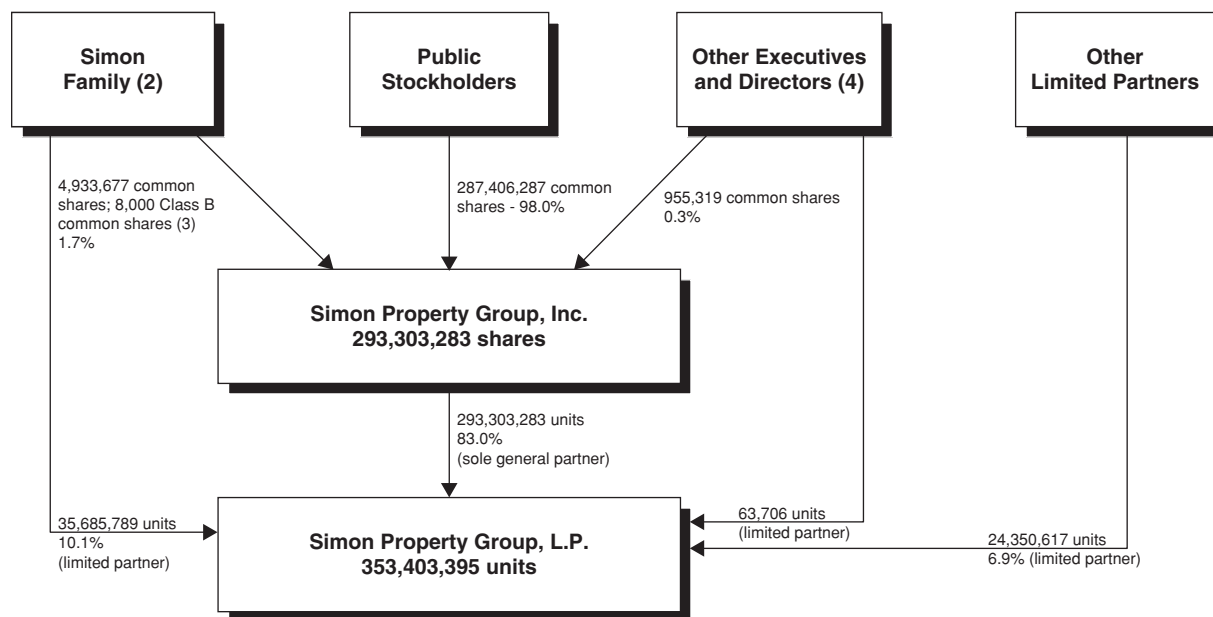 Simon
Family (2)
Public
Stockholders
Other Executives
and Directors (4)
Other
Limited Partners
4,933,677 common
shares; 8,000 Class B
common shares (3)
1.7%
287,406,287 common
shares - 98.0%
955,319 common shares
0.3%
Simon Property Group, Inc.
293,303,283 shares
293,303,283 units
83.0%
(sole general partner)
35,685,789 units
10.1%
(limited partner)
Simon Property Group, L.P.
353,403,395 units
63,706 units
(limited partner)
24,350,617 units
6.9% (limited partner)